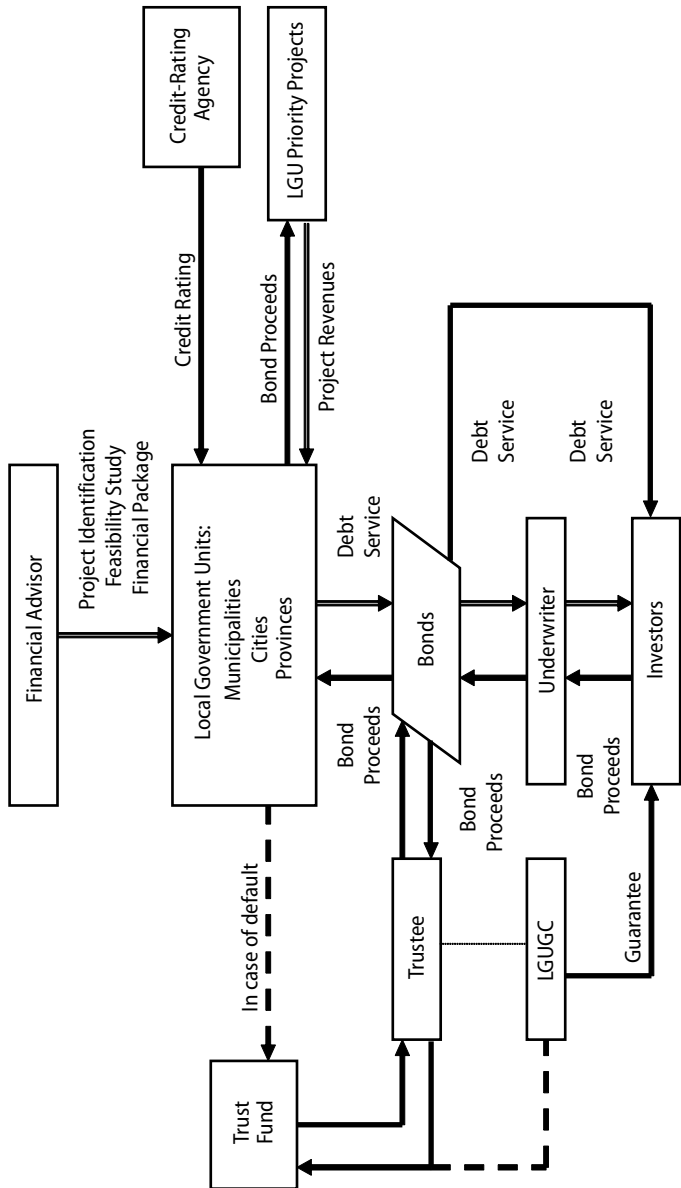 Financial Advisor
Project Identification
Feasibility Study
Financial Package
Credit-Rating
Agency
Credit Rating
Local Government Units:
Municipalities
Cities
Provinces
Bond Proceeds
Project Revenues
LGU Priority Projects
In case of default
Trust
Fund
Bond
Proceeds
Debt
Service
Trustee
Bonds
Bond
Proceeds
Debt
Service
LGUGC
Underwriter
Guarantee
Bond
Proceeds
Debt
Service
Investors